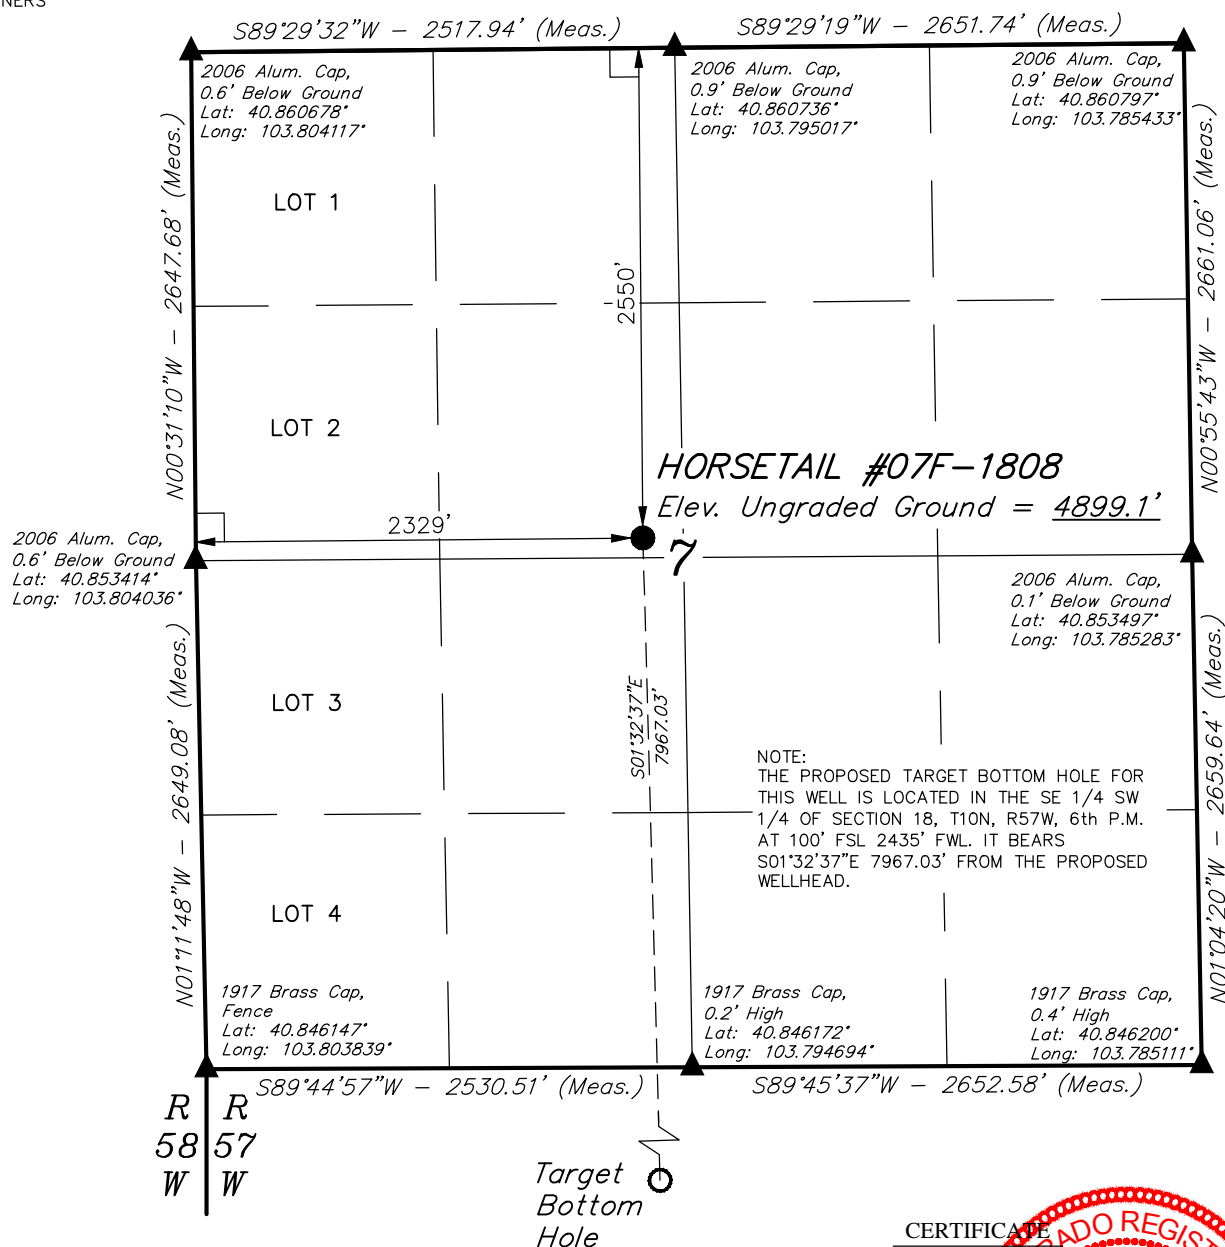 NERS
S89°29'32"W - 2517.94' (Meas.)
S89°29'19"W - 2651.74' (Meas.)
2006 Alum. Cap,
0.6' Below Ground
Lat: 40.860678°
Long: 103.804117°
2006 Alum. Cap,
0.9' Below Ground
Lat: 40.860736°
Long: 103.795017°
2006 Alum. Cap,
0.9' Below Ground
Lat: 40.860797°
Long: 103.785433°
N00°31'10"W - 2647.68' (Meas.)
LOT 1
2550'
N00°55'43"W - 2661.06' (Meas.)
LOT 2
HORSETAIL #07F-1808
Elev. Ungraded Ground = 4899.1'
2329'
7
2006 Alum. Cap,
0.6' Below Ground
Lat: 40.853414°
Long: 103.804036°
2006 Alum. Cap,
0.1' Below Ground
Lat: 40.853497°
Long: 103.785283°
N01°11'48"W - 2649.08' (Meas.)
LOT 3
S01°32'37"E
7967.03'
N01°04'20"W - 2659.64' (Meas.)
NOTE:
THE PROPOSED TARGET BOTTOM HOLE FOR
THIS WELL IS LOCATED IN THE SE 1/4 SW
1/4 OF SECTION 18, T10N, R57W, 6th P.M.
AT 100' FSL 2435' FWL. IT BEARS
S01°32'37"E 7967.03' FROM THE PROPOSED
WELLHEAD.
LOT 4
1917 Brass Cap,
Fence
Lat: 40.846147°
Long: 103.803839°
1917 Brass Cap,
0.2' High
Lat: 40.846172°
Long: 103.794694°
1917 Brass Cap,
0.4' High
Lat: 40.846200°
Long: 103.785111°
S89°44'57"W - 2530.51' (Meas.)
S89°45'37"W - 2652.58' (Meas.)
R R
58 57
W W
Target
Bottom
Hole
CERTIFICATE
RADO REGIST